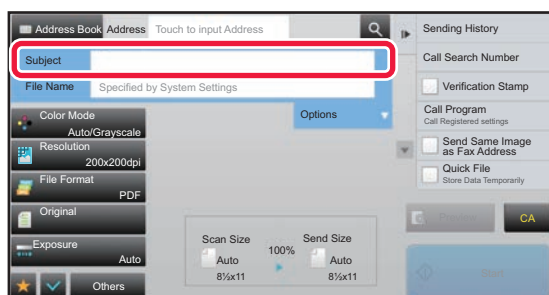 Address Book Address Touch to input Address
Subject
File Name Specified by System Settings
Color Mode
Auto/Grayscale
Resolution
200x200dpi
File Format
PDF
Original
Exposure
Auto
Others
Options
Scan Size
Auto
8½x11
100%
Send Size
Auto
8½x11
Sending History
Call Search Number
Verification Stamp
Call Program
Call Registered settings
Send Same Image
as Fax Address
Quick File
Store Data Temporarily
Preview
CA
Start